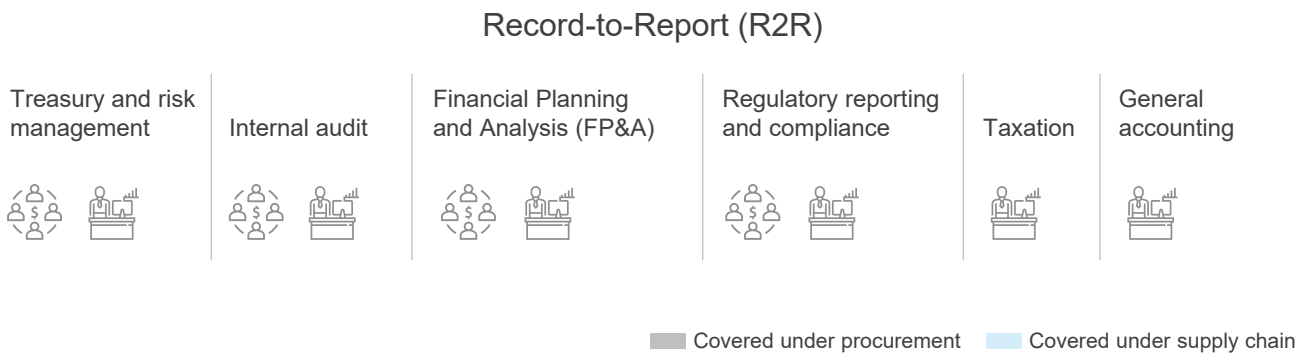 Record-to-Report (R2R)
Treasury and risk
management
Internal audit
Financial Planning
and Analysis (FP&A)
Regulatory reporting
and compliance
Taxation
General
accounting
$
$
$
$
Covered under procurement
Covered under supply chain